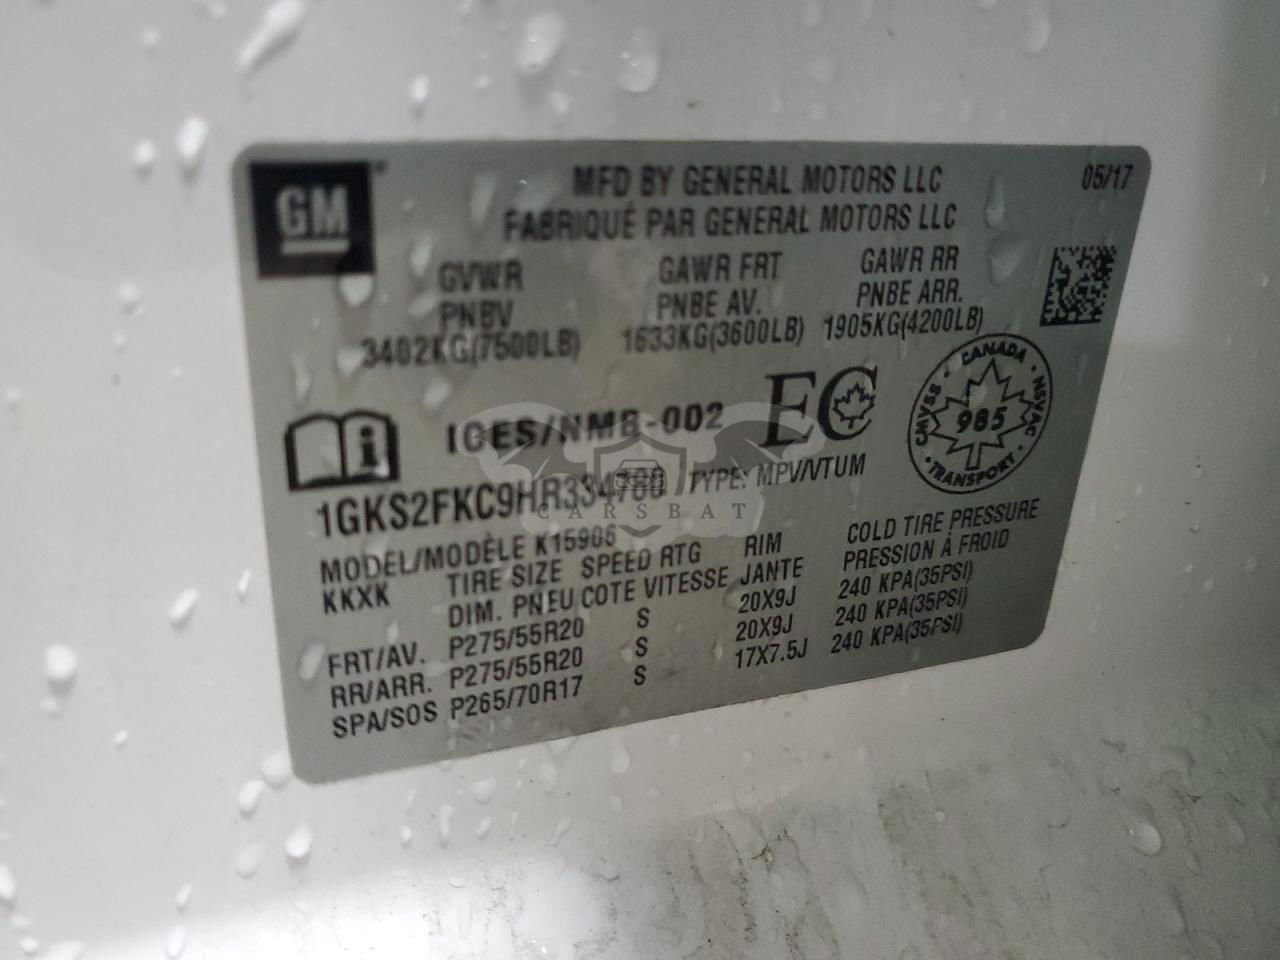 GM
MFD BY GENERAL MOTORS LLC
05/17
FABRIQUÉ PAR GENERAL MOTORS LLC
GVWR GAWR FRT GAWR RR
PNBV PNBE AV. PNBE ARR.
3402KG(7500LB) 1633KG(3600LB) 1905KG(4200LB)
ICES/NMB-002 EC
CANADA
CMVSS 985 NSVAC
TRANSPORT
1GKS2FKC9HR334 TYPE: MPV/VTUM
CARSBAT
MODEL/MODÈLE K15906
KKXK TIRE SIZE SPEED RTG RIM COLD TIRE PRESSURE
DIM. PNEU COTE VITESSE JANTE PRESSION À FROID
FRT/AV. P275/55R20 S 20X9J 240 KPA(35PSI)
RR/ARR. P275/55R20 S 20X9J 240 KPA(35PSI)
SPA/SOS P265/70R17 S 17X7.5J 240 KPA(35PSI)